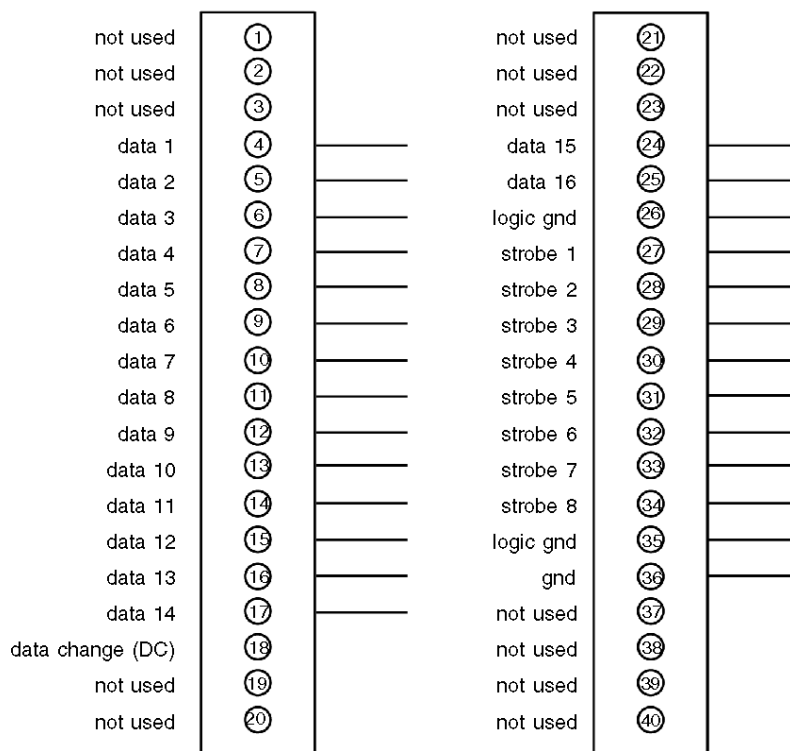 not used 1
not used 2
not used 3
data 1 4
data 2 5
data 3 6
data 4 7
data 5 8
data 6 9
data 7 10
data 8 11
data 9 12
data 10 13
data 11 14
data 12 15
data 13 16
data 14 17
data change (DC) 18
not used 19
not used 20
not used 21
not used 22
not used 23
data 15 24
data 16 25
logic gnd 26
strobe 1 27
strobe 2 28
strobe 3 29
strobe 4 30
strobe 5 31
strobe 6 32
strobe 7 33
strobe 8 34
logic gnd 35
gnd 36
not used 37
not used 38
not used 39
not used 40